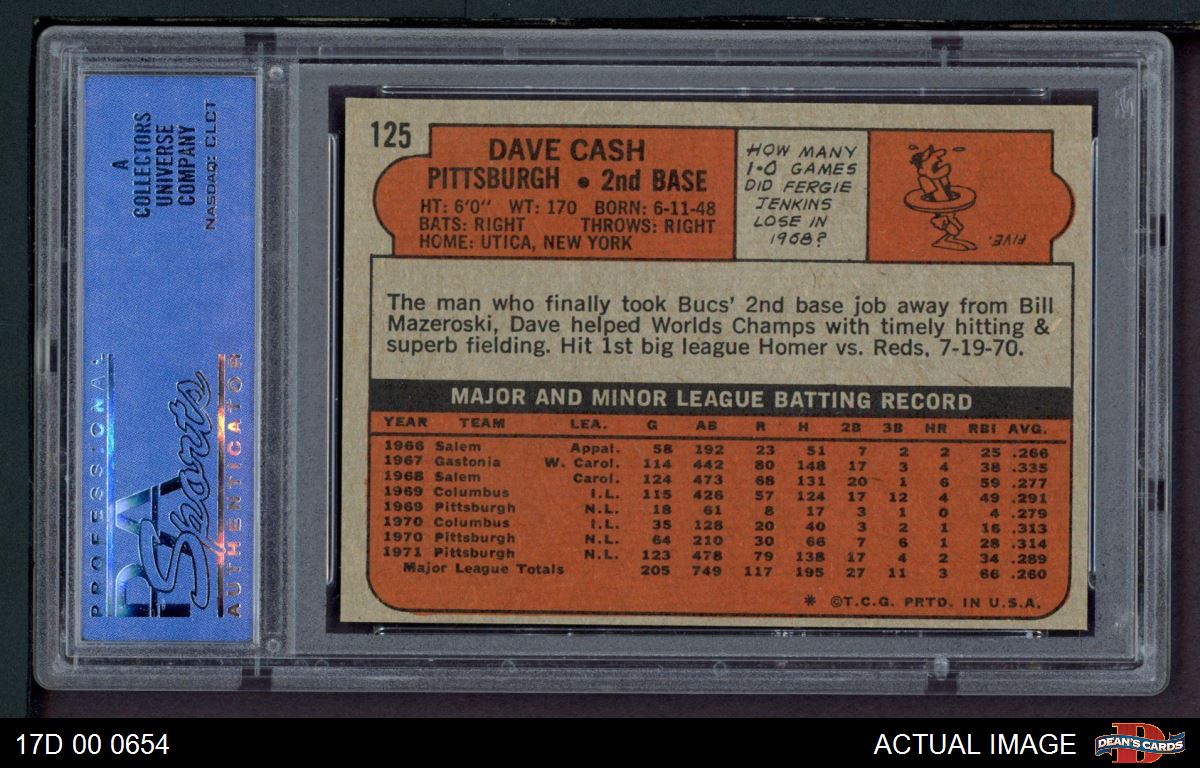 A
COLLECTORS
UNIVERSE
COMPANY
NASDAQ: CLCT
PROFESSIONAL
PSA
Sports
AUTHENTICATOR
125
DAVE CASH
PITTSBURGH • 2nd BASE
HT: 6'0" WT: 170 BORN: 6-11-48
BATS: RIGHT THROWS: RIGHT
HOME: UTICA, NEW YORK
HOW MANY
1-0 GAMES
DID FERGIE
JENKINS
LOSE IN
1968?
FIVE.
The man who finally took Bucs' 2nd base job away from Bill
Mazeroski, Dave helped Worlds Champs with timely hitting &
superb fielding. Hit 1st big league Homer vs. Reds, 7-19-70.
MAJOR AND MINOR LEAGUE BATTING RECORD
YEAR TEAM LEA. G AB R H 2B 3B HR RBI AVG.
1966 Salem Appal. 58 192 23 51 7 2 2 25 .266
1967 Gastonia W. Carol. 114 442 80 148 17 3 4 38 .335
1968 Salem Carol. 124 473 68 131 20 1 6 59 .277
1969 Columbus I.L. 115 426 57 124 17 12 4 49 .291
1969 Pittsburgh N.L. 18 61 8 17 3 1 0 4 .279
1970 Columbus I.L. 35 128 20 40 3 2 1 16 .313
1970 Pittsburgh N.L. 64 210 30 66 7 6 1 28 .314
1971 Pittsburgh N.L. 123 478 79 138 17 4 2 34 .289
Major League Totals 205 749 117 195 27 11 3 66 .260
* ©T.C.G. PRTD. IN U.S.A.
17D 00 0654
ACTUAL IMAGE
D
DEAN'S CARDS